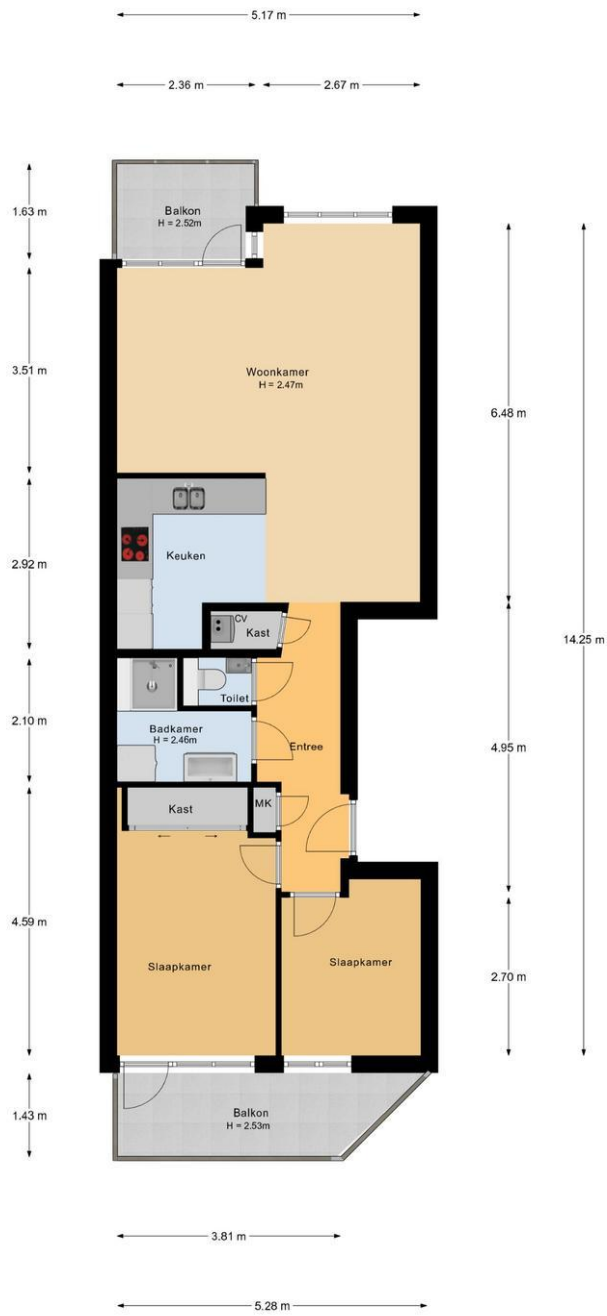 5.17 m
2.36 m
2.67 m
1.63 m
Balkon
H = 2.52m
3.51 m
Woonkamer
H = 2.47m
6.48 m
2.92 m
Keuken
CV
Kast
14.25 m
2.10 m
Toilet
Badkamer
H = 2.46m
Entree
4.95 m
Kast
MK
4.59 m
Slaapkamer
Slaapkamer
2.70 m
1.43 m
Balkon
H = 2.53m
3.81 m
5.28 m